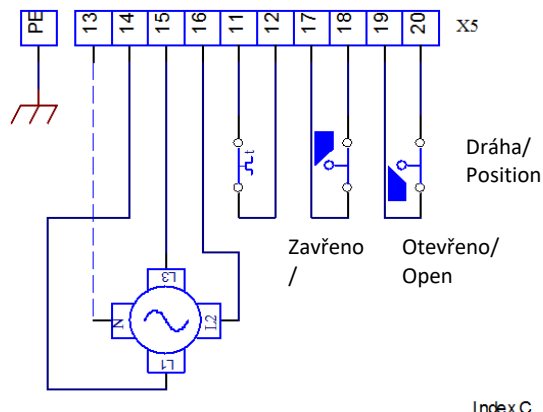 PE 13 14 15 16 11 12 17 18 19 20 X5
t
Dráha/
Position
Zavřeno
/
Otevřeno/
Open
L3
N
L2
L1
Index C